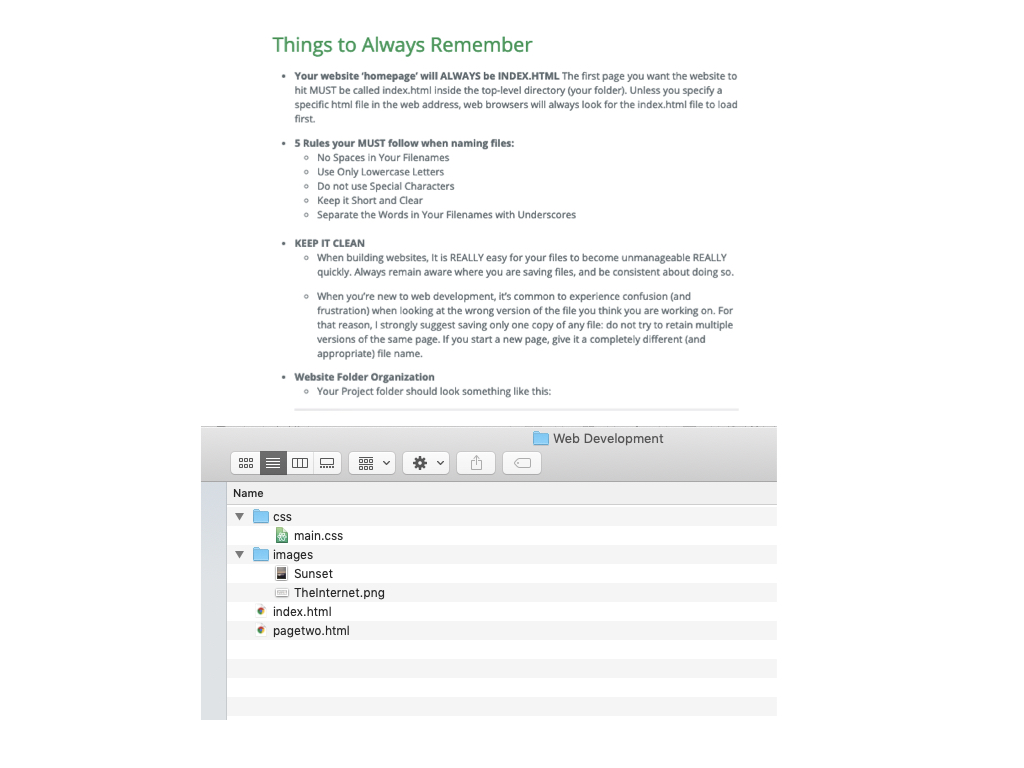 Things to Always Remember
• Your website 'homepage' will ALWAYS be INDEX.HTML The first page you want the website to
hit MUST be called index.html inside the top-level directory (your folder). Unless you specify a
specific html file in the web address, web browsers will always look for the index.html file to load
first.
• 5 Rules your MUST follow when naming files:
◦ No Spaces in Your Filenames
◦ Use Only Lowercase Letters
◦ Do not use Special Characters
◦ Keep it Short and Clear
◦ Separate the Words in Your Filenames with Underscores
• KEEP IT CLEAN
◦ When building websites, It is REALLY easy for your files to become unmanageable REALLY
quickly. Always remain aware where you are saving files, and be consistent about doing so.
◦ When you're new to web development, it's common to experience confusion (and
frustration) when looking at the wrong version of the file you think you are working on. For
that reason, I strongly suggest saving only one copy of any file: do not try to retain multiple
versions of the same page. If you start a new page, give it a completely different (and
appropriate) file name.
• Website Folder Organization
◦ Your Project folder should look something like this:
Web Development
Name
css
main.css
images
Sunset
TheInternet.png
index.html
pagetwo.html